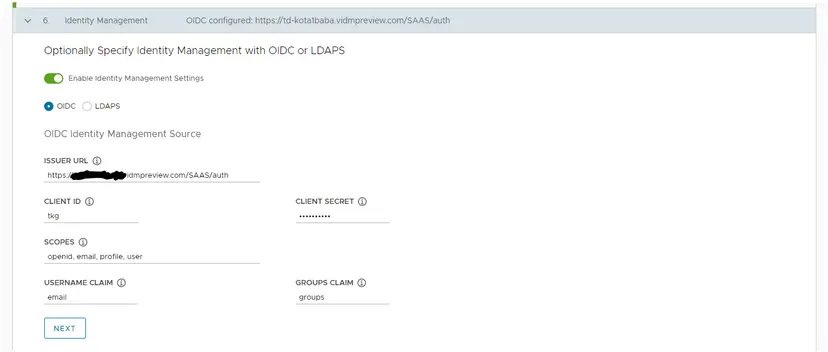 6. Identity Management OIDC configured: https://td-kota1baba.vidmpreview.com/SAAS/auth
Optionally Specify Identity Management with OIDC or LDAPS
Enable Identity Management Settings
OIDC LDAPS
OIDC Identity Management Source
ISSUER URL
https:/ vidmpreview.com/SAAS/auth
CLIENT ID CLIENT SECRET
tkg ••••••••••
SCOPES
openid, email, profile, user
USERNAME CLAIM GROUPS CLAIM
email groups
NEXT